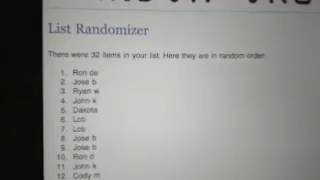 List Randomizer
There were 32 items in your list. Here they are in random order:
1. Ron de
2. Jose b
3. Ryan w
4. John k
5. Dakota
6. Lcb
7. Lcb
8. Jose h
9. Jose b
10. Ron d
11. John k
12. Cody m